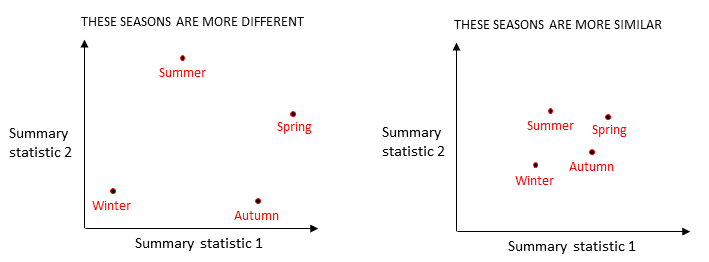 THESE SEASONS ARE MORE DIFFERENT
Summer
Spring
Summary
statistic 2
Winter
Autumn
Summary statistic 1
THESE SEASONS ARE MORE SIMILAR
Summer
Spring
Summary
statistic 2
Autumn
Winter
Summary statistic 1